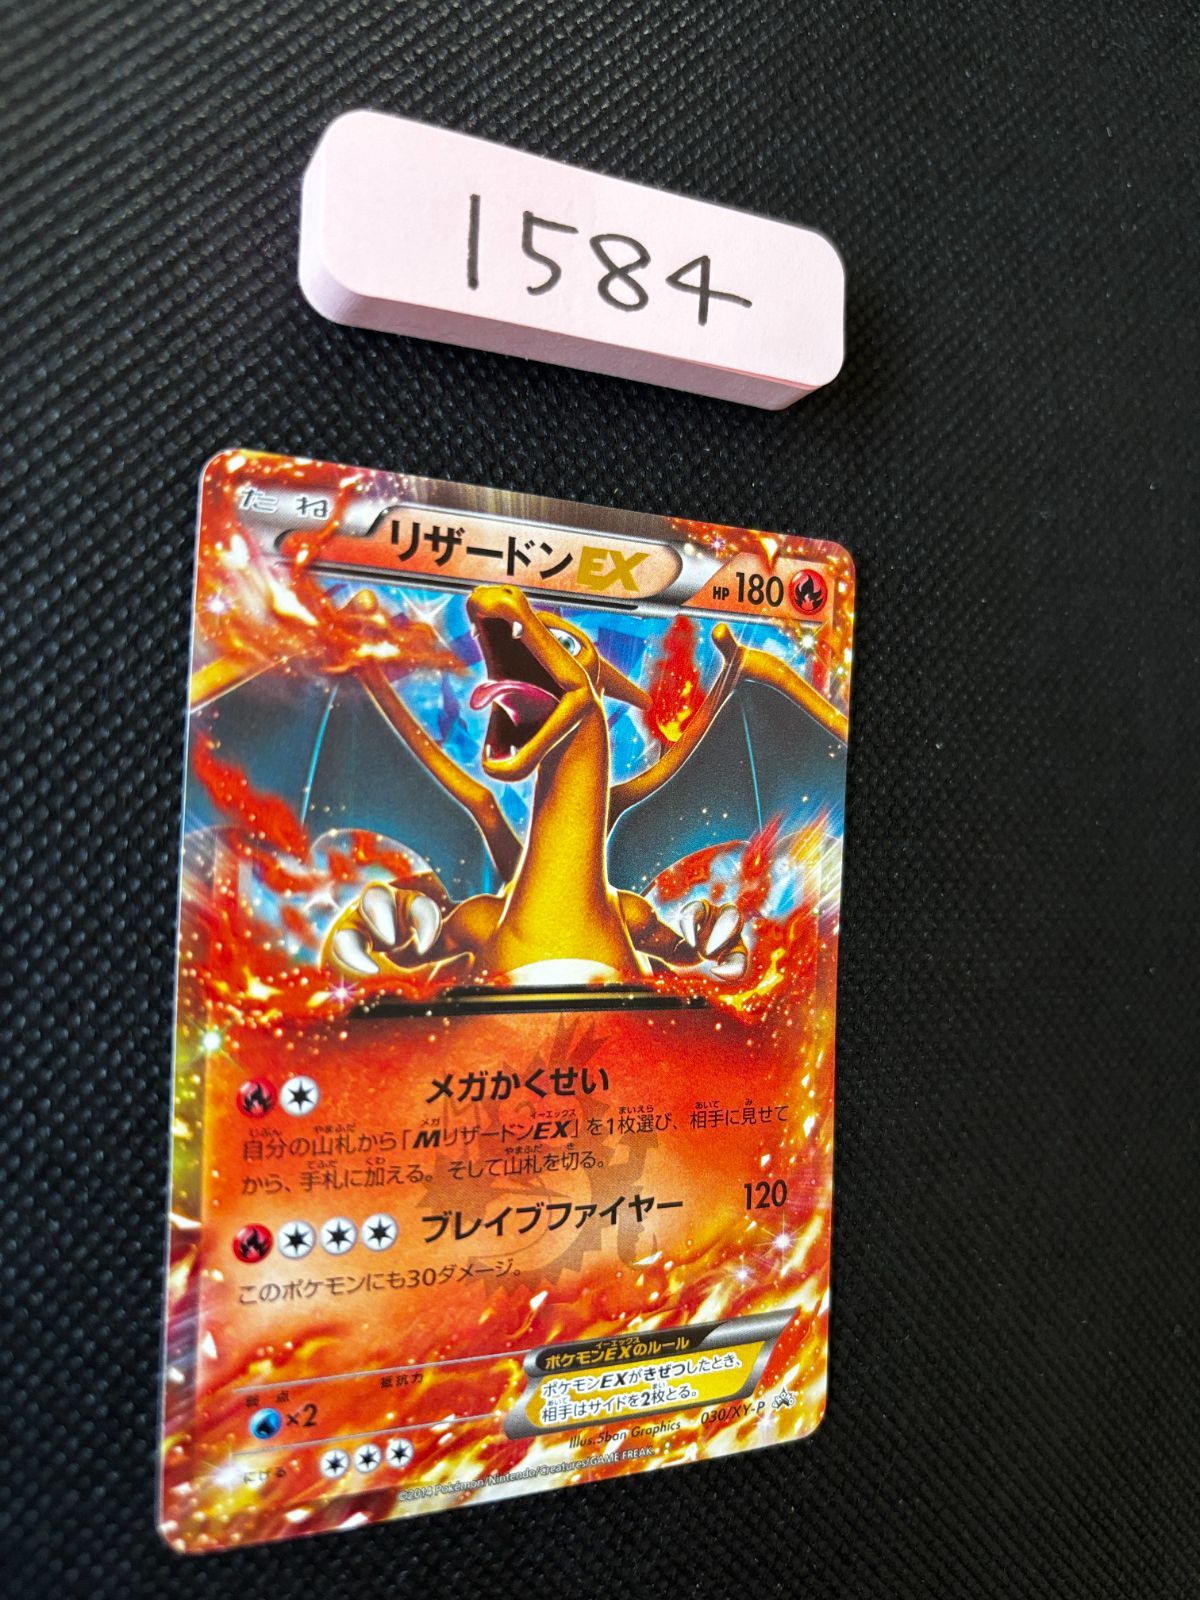 1584
たね
リザードンEX
HP 180
メガかくせい
自分の山札から「MリザードンEX」を1枚選び、相手に見せて
から、手札に加える。そして山札を切る。
ブレイブファイヤー 120
このポケモンにも30ダメージ。
弱点 抵抗力
×2
にげる
ポケモンEXのルール
ポケモンEXがきぜつしたとき、
相手はサイドを2枚とる。
Illus. 5ban Graphics 030/XY-P
©2014 Pokémon/Nintendo/Creatures/GAME FREAK